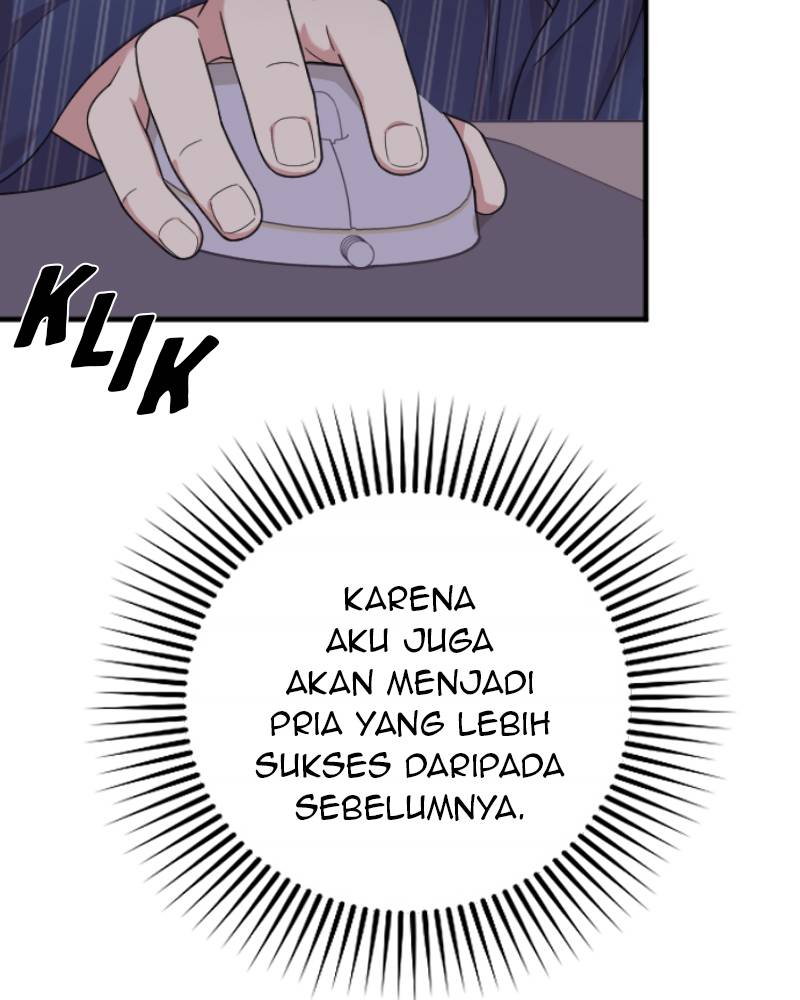 KLIK
KARENA
AKU JUGA
AKAN MENJADI
PRIA YANG LEBIH
SUKSES DARIPADA
SEBELUMNYA.